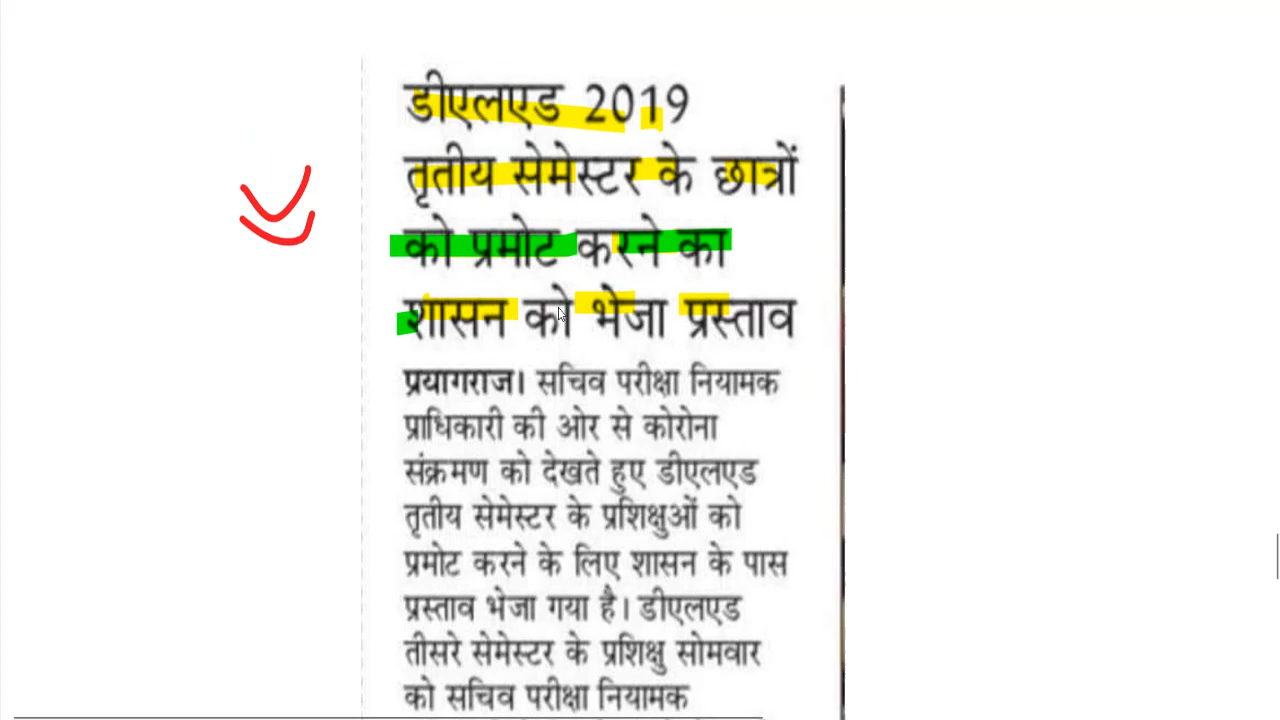 डीएलएड 2019
तृतीय सेमेस्टर के छात्रों
को प्रमोट करने का
शासन को भेजा प्रस्ताव
प्रयागराज। सचिव परीक्षा नियामक
प्राधिकारी की ओर से कोरोना
संक्रमण को देखते हुए डीएलएड
तृतीय सेमेस्टर के प्रशिक्षुओं को
प्रमोट करने के लिए शासन के पास
प्रस्ताव भेजा गया है। डीएलएड
तीसरे सेमेस्टर के प्रशिक्षु सोमवार
को सचिव परीक्षा नियामक